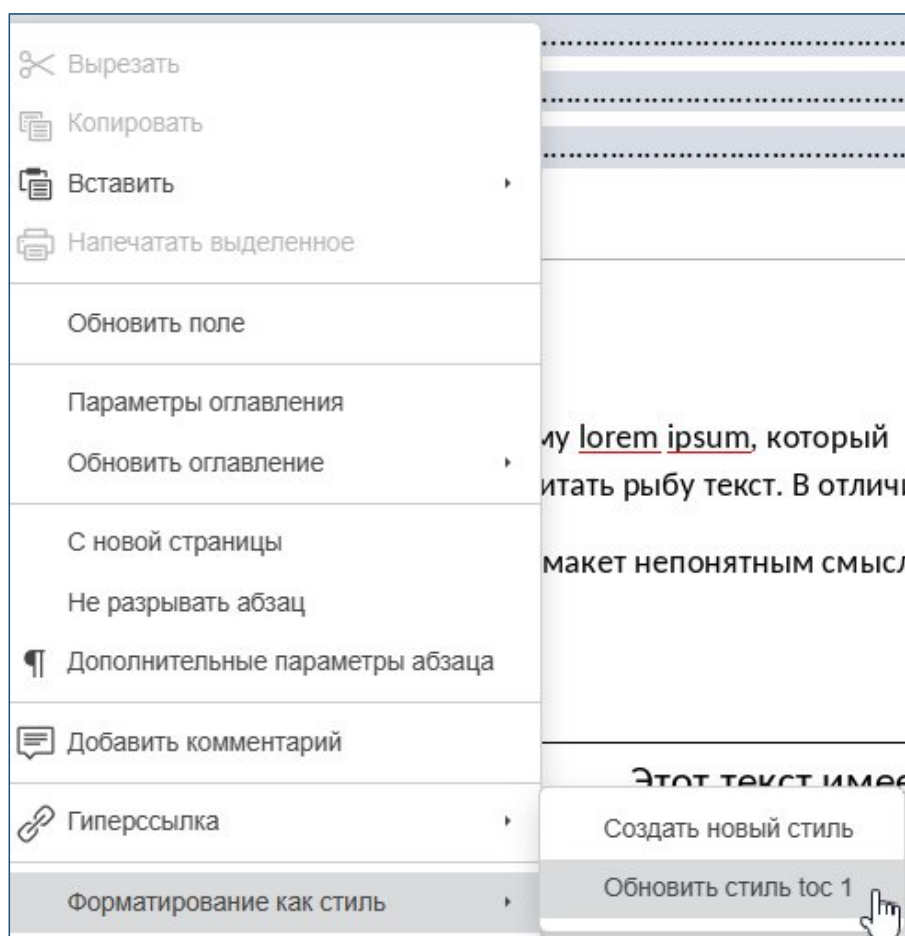 Вырезать
Копировать
Вставить
Напечатать выделенное
Обновить поле
Параметры оглавления
Обновить оглавление
му lorem ipsum, который
итать рыбу текст. В отличи
С новой страницы
макет непонятным смысл
Не разрывать абзац
¶ Дополнительные параметры абзаца
Добавить комментарий
Этот текст имее
Гиперссылка
Создать новый стиль
Обновить стиль toc 1
Форматирование как стиль